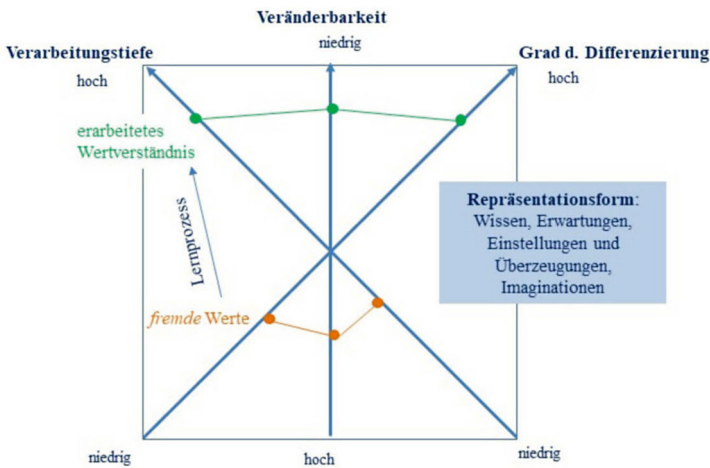 Veränderbarkeit
niedrig
Verarbeitungstiefe
hoch
Grad d. Differenzierung
hoch
erarbeitetes
Wertverständnis
Lernprozess
fremde Werte
Repräsentationsform:
Wissen, Erwartungen,
Einstellungen und
Überzeugungen,
Imaginationen
niedrig
hoch
niedrig